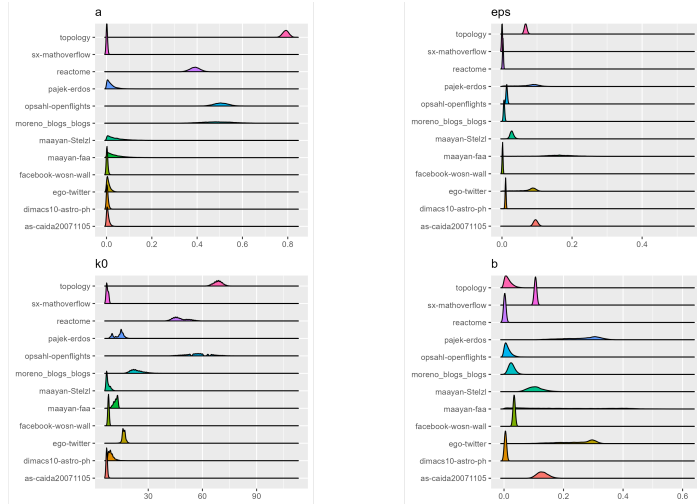 a
topology
sx-mathoverflow
reactome
pajek-erdos
opsahl-openflights
moreno_blogs_blogs
maayan-Stelzl
maayan-faa
facebook-wosn-wall
ego-twitter
dimacs10-astro-ph
as-caida20071105
0.0 0.2 0.4 0.6 0.8
eps
topology
sx-mathoverflow
reactome
pajek-erdos
opsahl-openflights
moreno_blogs_blogs
maayan-Stelzl
maayan-faa
facebook-wosn-wall
ego-twitter
dimacs10-astro-ph
as-caida20071105
0.0 0.2 0.4
k0
topology
sx-mathoverflow
reactome
pajek-erdos
opsahl-openflights
moreno_blogs_blogs
maayan-Stelzl
maayan-faa
facebook-wosn-wall
ego-twitter
dimacs10-astro-ph
as-caida20071105
30 60 90
b
topology
sx-mathoverflow
reactome
pajek-erdos
opsahl-openflights
moreno_blogs_blogs
maayan-Stelzl
maayan-faa
facebook-wosn-wall
ego-twitter
dimacs10-astro-ph
as-caida20071105
0.0 0.2 0.4 0.6